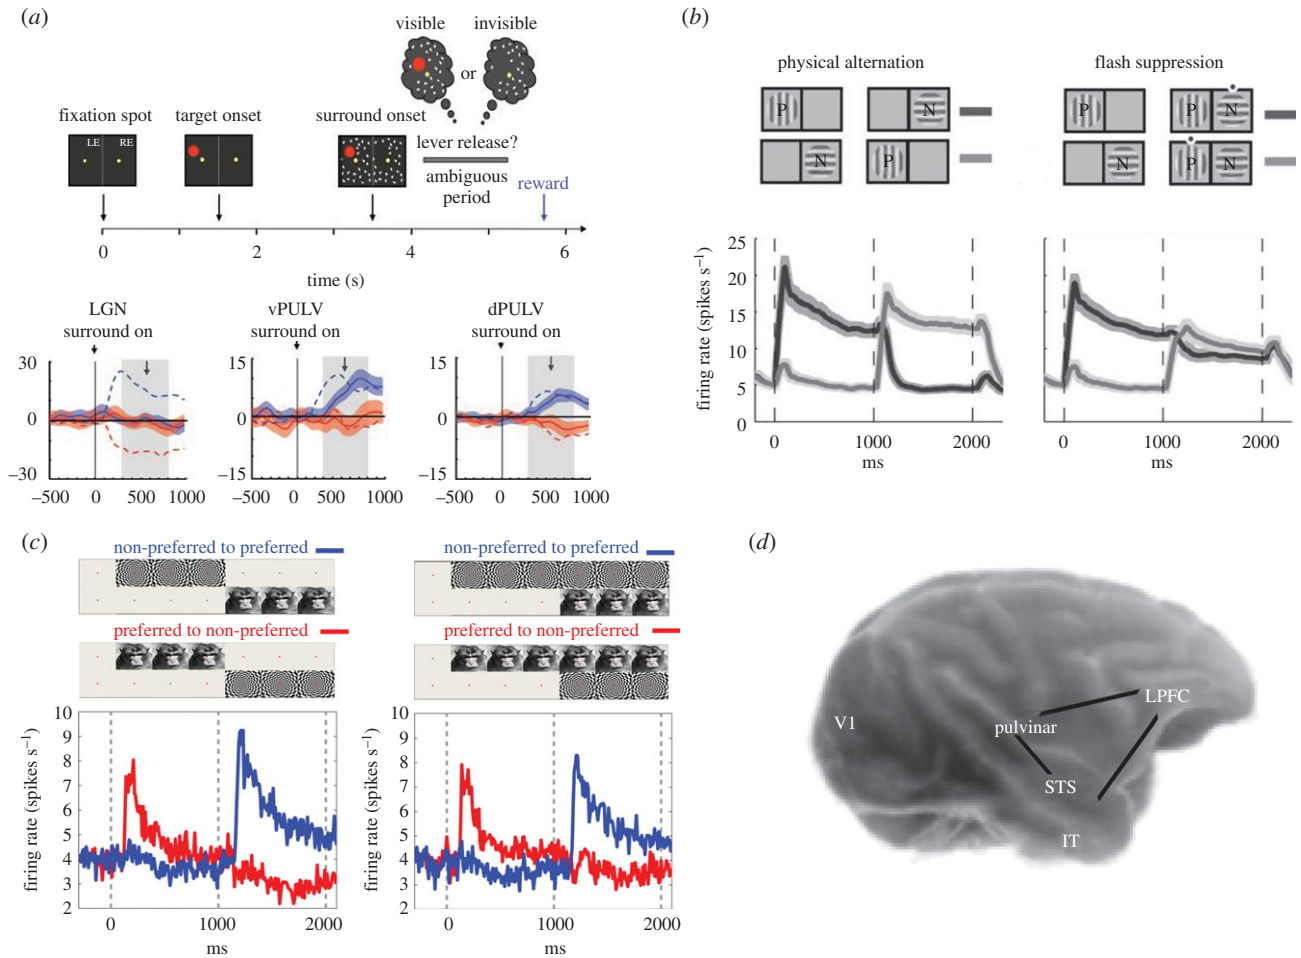 (a)
visible
invisible
or
fixation spot
target onset
surround onset
LE
RE
lever release?
ambiguous
period
reward
0
2
4
6
time (s)
LGN
surround on
30
0
−30
−500
0
500
1000
vPULV
surround on
15
0
−15
−500
0
500
1000
dPULV
surround on
15
0
−15
−500
0
500
1000
(b)
physical alternation
P
N
N
P
flash suppression
P
P
N
N
P
N
firing rate (spikes s−1)
25
20
15
10
5
0
0
1000
2000
ms
0
1000
2000
ms
(c)
non-preferred to preferred
preferred to non-preferred
firing rate (spikes s−1)
10
9
8
7
6
5
4
3
2
0
1000
2000
ms
non-preferred to preferred
preferred to non-preferred
firing rate (spikes s−1)
10
9
8
7
6
5
4
3
2
0
1000
2000
ms
(d)
V1
LPFC
pulvinar
STS
IT